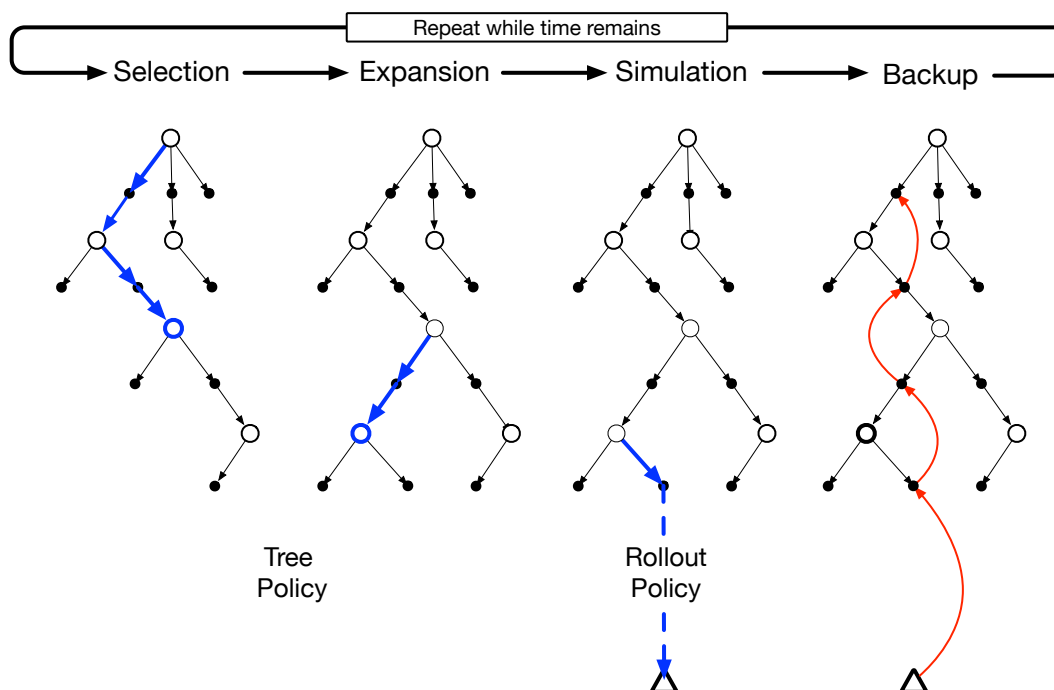 Repeat while time remains
Selection
Expansion
Simulation
Backup
Tree
Policy
Rollout
Policy